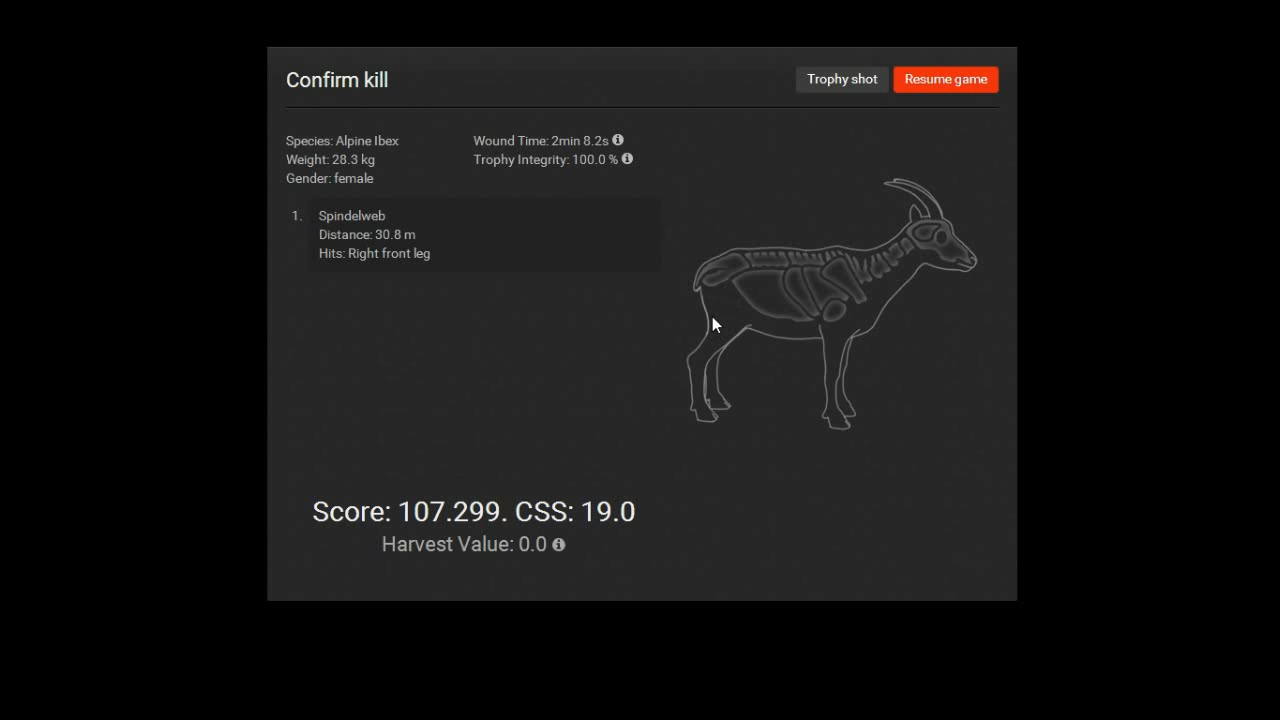 Confirm kill
Trophy shot
Resume game
Species: Alpine Ibex
Weight: 28.3 kg
Gender: female
Wound Time: 2min 8.2s
Trophy Integrity: 100.0 %
1.
Spindelweb
Distance: 30.8 m
Hits: Right front leg
Score: 107.299. CSS: 19.0
Harvest Value: 0.0